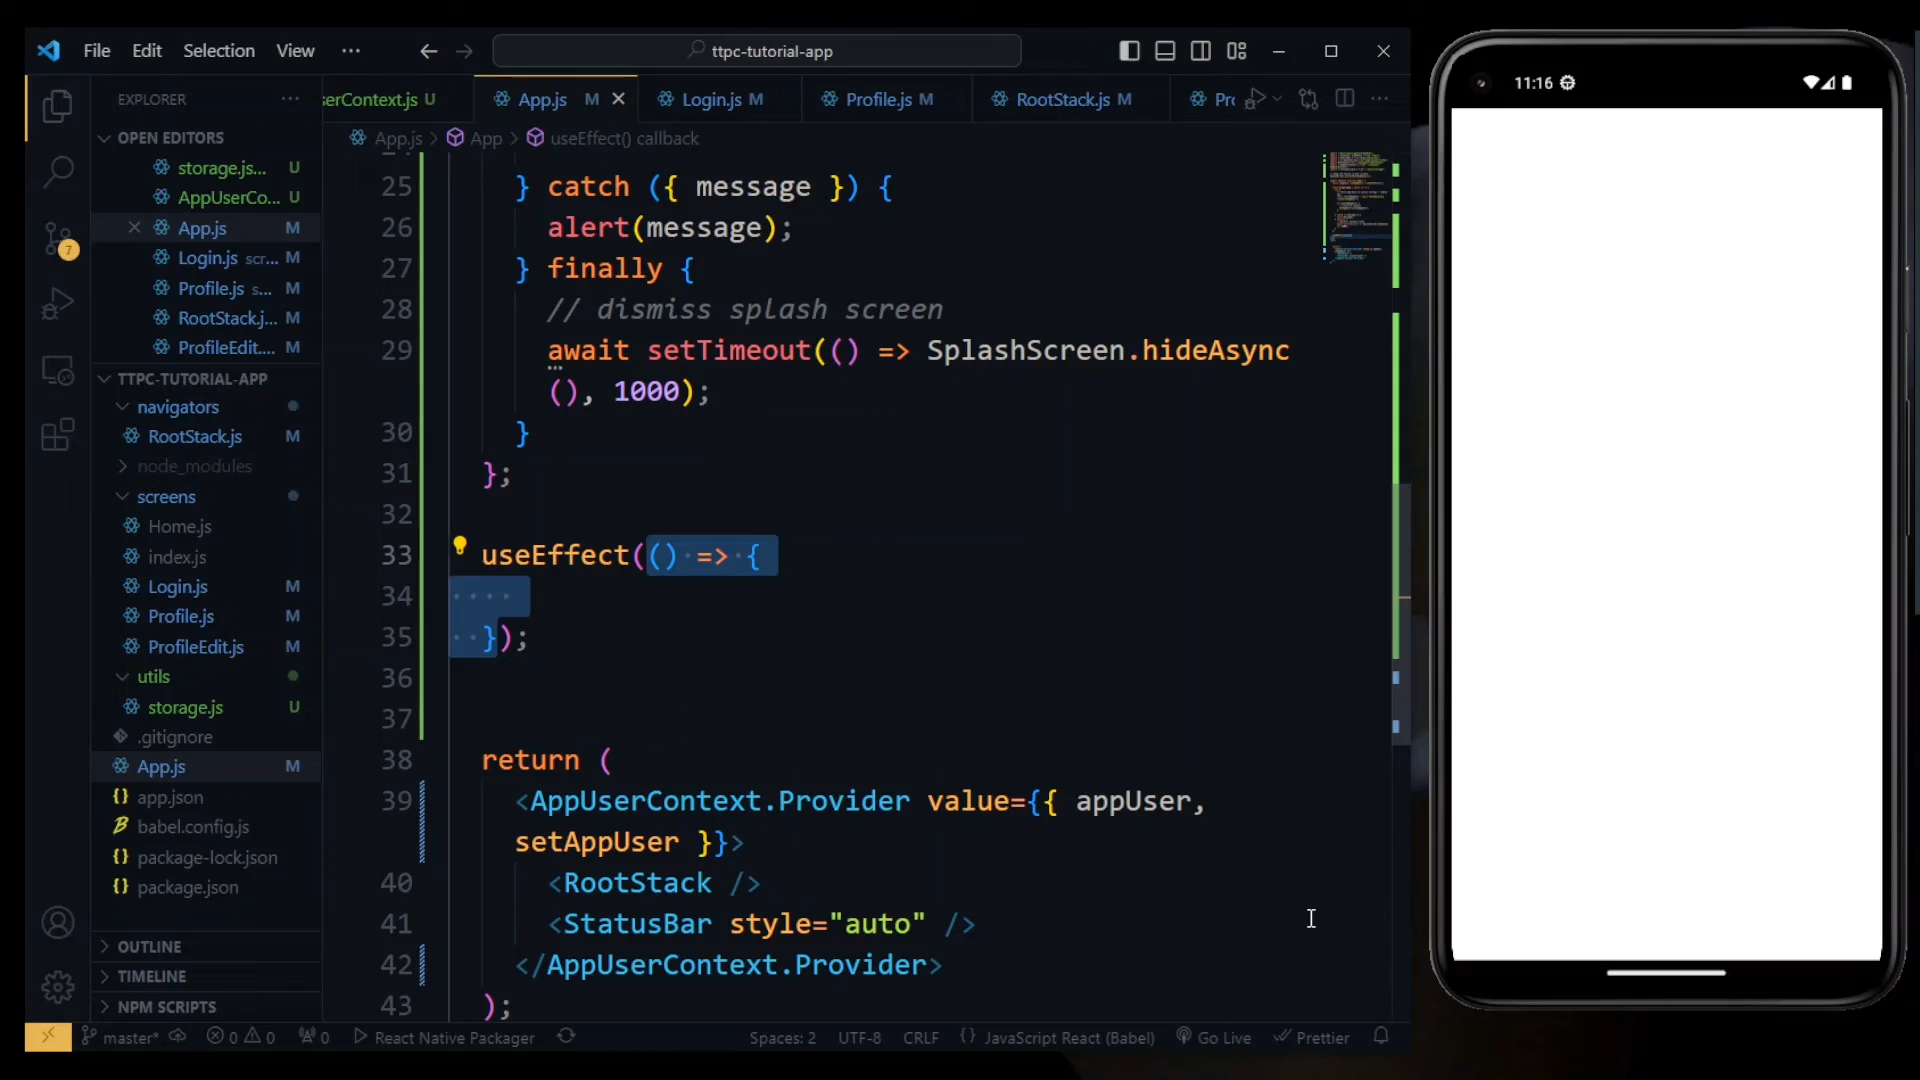 File Edit Selection View ··· ttpc-tutorial-app
EXPLORER ···
OPEN EDITORS
storage.js... U
AppUserCo... U
App.js M
Login.js scr... M
Profile.js s... M
RootStack.j... M
ProfileEdit.... M
TTPC-TUTORIAL-APP
navigators
RootStack.js M
node_modules
screens
Home.js
index.js
Login.js M
Profile.js M
ProfileEdit.js M
utils
storage.js U
.gitignore
App.js M
{} app.json
babel.config.js
{} package-lock.json
{} package.json
OUTLINE
TIMELINE
NPM SCRIPTS
7
serContext.js U App.js M Login.js M Profile.js M RootStack.js M Pr ···
App.js > App > useEffect() callback
25 } catch ({ message }) {
26 alert(message);
27 } finally {
28 // dismiss splash screen
29 await setTimeout(() => SplashScreen.hideAsync
(), 1000);
30 }
31 };
32
33 useEffect(() => {
34
35 });
36
37
38 return (
39 <AppUserContext.Provider value={{ appUser,
setAppUser }}>
40 <RootStack />
41 <StatusBar style="auto" />
42 </AppUserContext.Provider>
43 );
master* 0 0 0 React Native Packager Spaces: 2 UTF-8 CRLF {} JavaScript React (Babel) Go Live Prettier
11:16